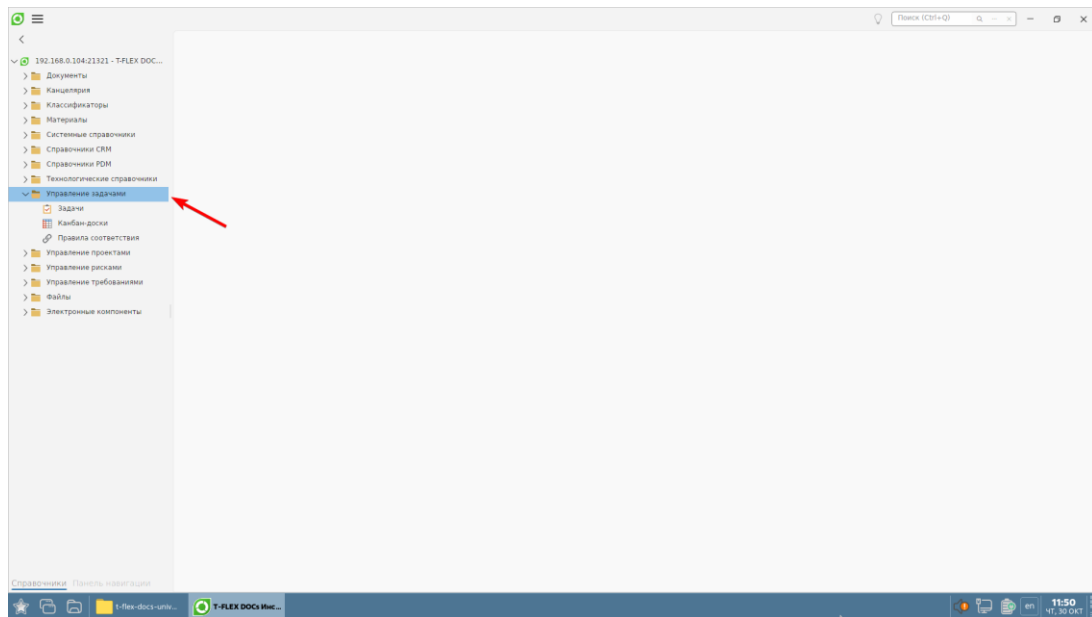 Поиск (Ctrl+Q)
192.168.0.104:21321 - T-FLEX DOC...
Документы
Канцелярия
Классификаторы
Материалы
Системные справочники
Справочники CRM
Справочники PDM
Технологические справочники
Управление задачами
Задачи
Канбан-доски
Правила соответствия
Управление проектами
Управление рисками
Управление требованиями
Файлы
Электронные компоненты
Справочники Панель навигации
t-flex-docs-univ... T-FLEX DOCs Инс... en 11:50
ЧТ, 30 ОКТ